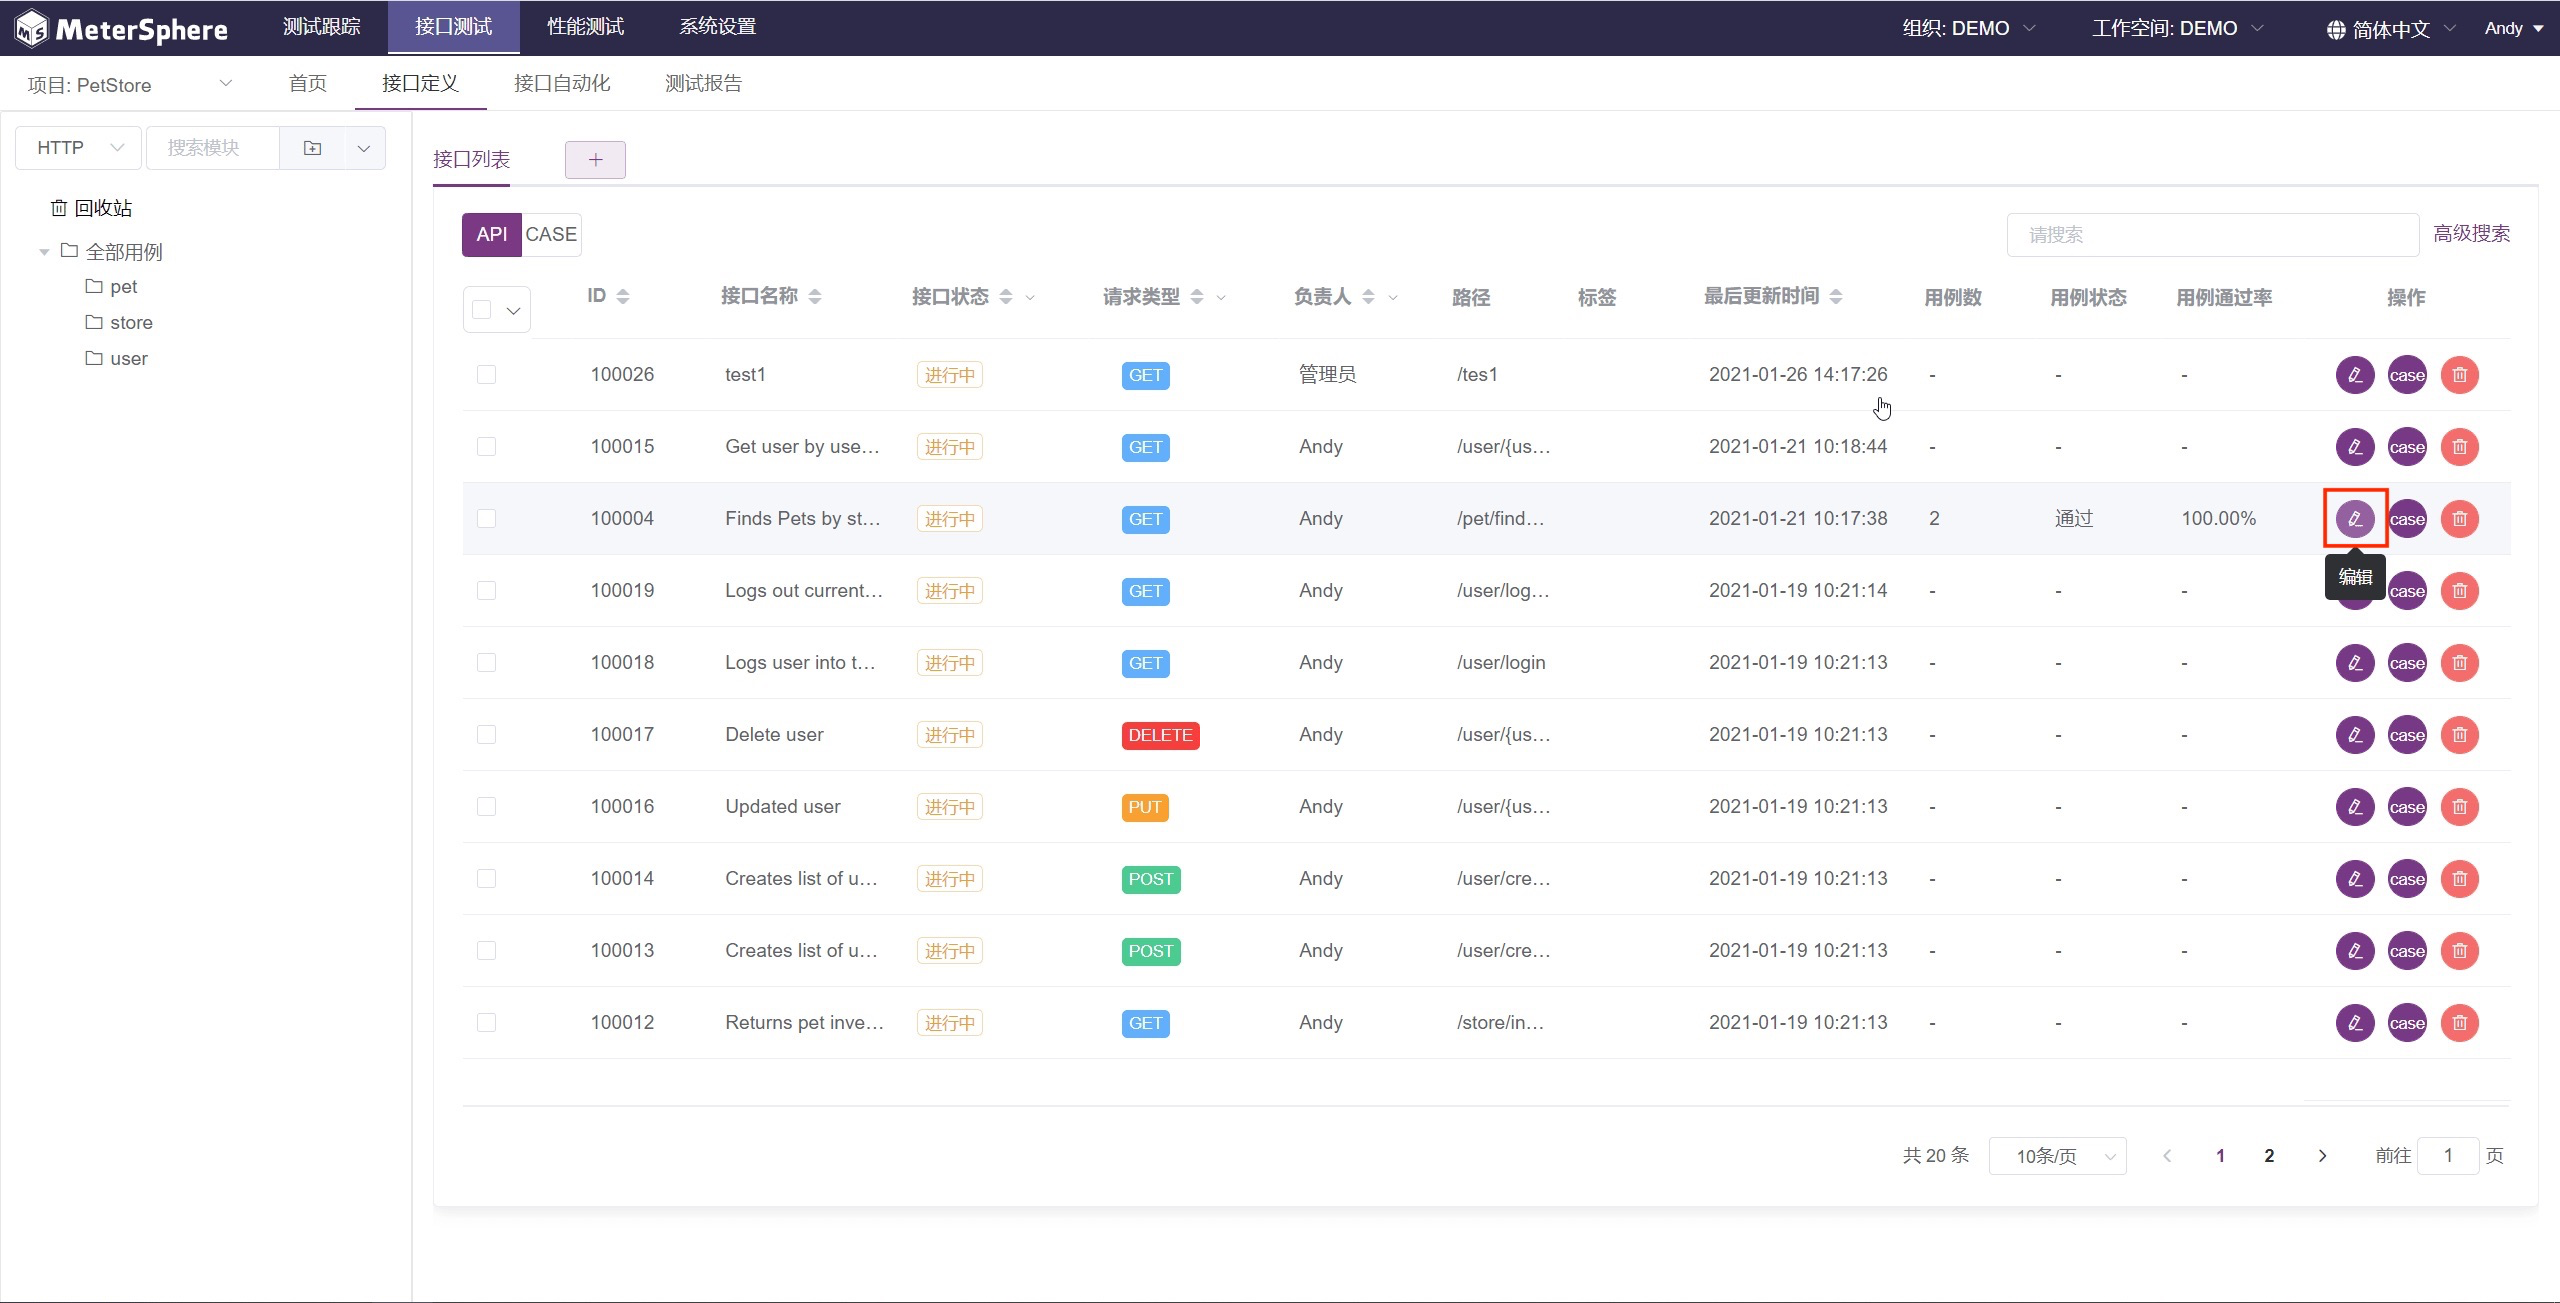 MeterSphere 测试跟踪 接口测试 性能测试 系统设置 组织: DEMO 工作空间: DEMO 简体中文 Andy
项目: PetStore 首页 接口定义 接口自动化 测试报告
HTTP 搜索模块
回收站
全部用例
pet
store
user
接口列表 +
API CASE 请搜索 高级搜索
ID 接口名称 接口状态 请求类型 负责人 路径 标签 最后更新时间 用例数 用例状态 用例通过率 操作
100026 test1 进行中 GET 管理员 /tes1 2021-01-26 14:17:26 - - - case
100015 Get user by use... 进行中 GET Andy /user/{us... 2021-01-21 10:18:44 - - - case
100004 Finds Pets by st... 进行中 GET Andy /pet/find... 2021-01-21 10:17:38 2 通过 100.00% case
编辑
100019 Logs out current... 进行中 GET Andy /user/log... 2021-01-19 10:21:14 - - - case
100018 Logs user into t... 进行中 GET Andy /user/login 2021-01-19 10:21:13 - - - case
100017 Delete user 进行中 DELETE Andy /user/{us... 2021-01-19 10:21:13 - - - case
100016 Updated user 进行中 PUT Andy /user/{us... 2021-01-19 10:21:13 - - - case
100014 Creates list of u... 进行中 POST Andy /user/cre... 2021-01-19 10:21:13 - - - case
100013 Creates list of u... 进行中 POST Andy /user/cre... 2021-01-19 10:21:13 - - - case
100012 Returns pet inve... 进行中 GET Andy /store/in... 2021-01-19 10:21:13 - - - case
共 20 条 10条/页 1 2 前往 1 页